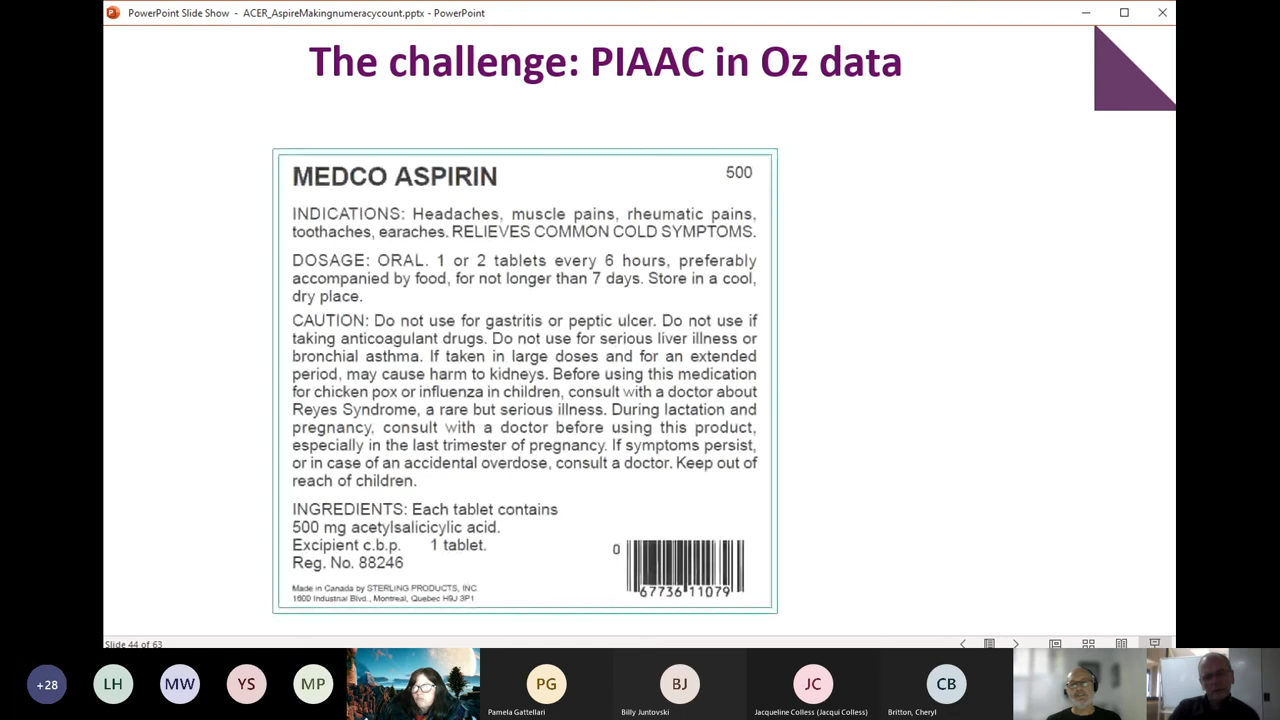 PowerPoint Slide Show - ACER_AspireMakingnumeracycount.pptx - PowerPoint
The challenge: PIAAC in Oz data
MEDCO ASPIRIN 500
INDICATIONS: Headaches, muscle pains, rheumatic pains,
toothaches, earaches. RELIEVES COMMON COLD SYMPTOMS.
DOSAGE: ORAL. 1 or 2 tablets every 6 hours, preferably
accompanied by food, for not longer than 7 days. Store in a cool,
dry place.
CAUTION: Do not use for gastritis or peptic ulcer. Do not use if
taking anticoagulant drugs. Do not use for serious liver illness or
bronchial asthma. If taken in large doses and for an extended
period, may cause harm to kidneys. Before using this medication
for chicken pox or influenza in children, consult with a doctor about
Reyes Syndrome, a rare but serious illness. During lactation and
pregnancy, consult with a doctor before using this product,
especially in the last trimester of pregnancy. If symptoms persist,
or in case of an accidental overdose, consult a doctor. Keep out of
reach of children.
INGREDIENTS: Each tablet contains
500 mg acetylsalicicylic acid.
Excipient c.b.p. 1 tablet.
Reg. No. 88246
0 67736 11079
Made in Canada by STERLING PRODUCTS, INC.
1600 Industrial Blvd., Montreal, Quebec H9J 3P1
Slide 44 of 63
+28 LH MW YS MP PG BJ JC CB
Pamela Gattellari Billy Juntovski Jacqueline Colless (Jacqui Colless) Britton, Cheryl